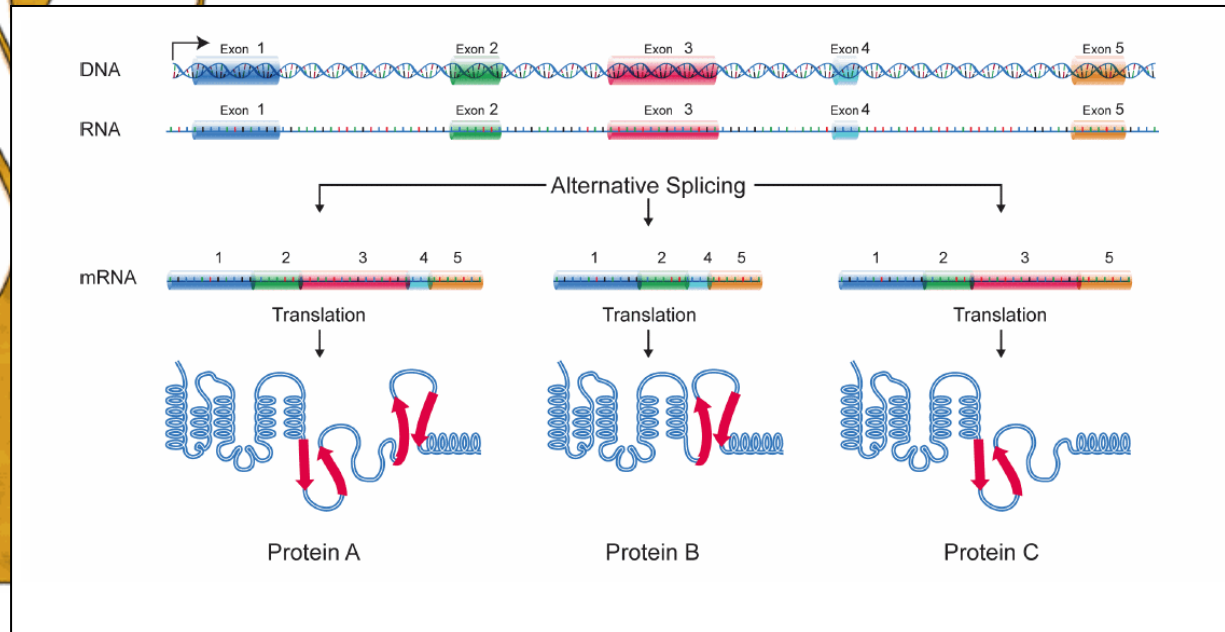 Exon 1 Exon 2 Exon 3 Exon 4 Exon 5
DNA
Exon 1 Exon 2 Exon 3 Exon 4 Exon 5
RNA
Alternative Splicing
mRNA
1 2 3 4 5
1 2 4 5
1 2 3 5
Translation Translation Translation
Protein A Protein B Protein C